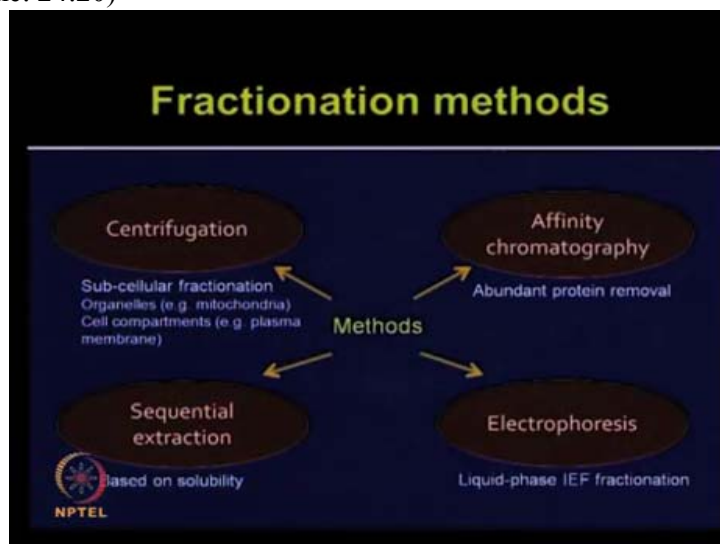 Fractionation methods
Centrifugation
Sub-cellular fractionation
Organelles (e.g. mitochondria)
Cell compartments (e.g. plasma
membrane)
Affinity
chromatography
Abundant protein removal
Methods
Sequential
extraction
Based on solubility
Electrophoresis
Liquid-phase IEF fractionation
NPTEL